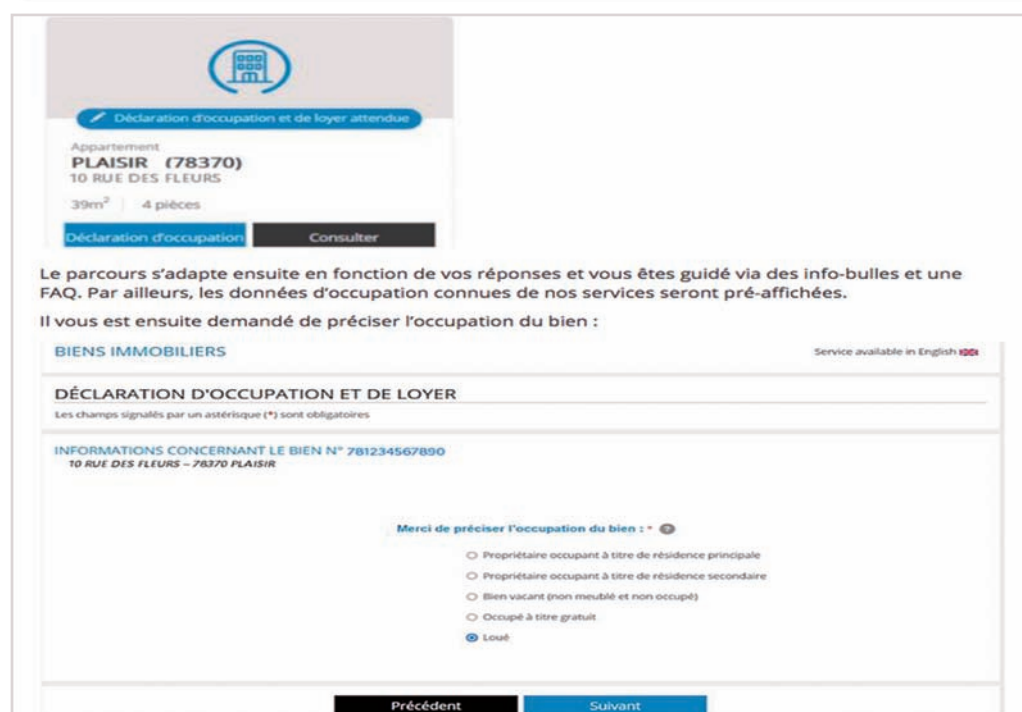 Déclaration d'occupation et de loyer attendue
Appartement
PLAISIR (78370)
10 RUE DES FLEURS
39m² 4 pièces
Déclaration d'occupation Consulter
Le parcours s'adapte ensuite en fonction de vos réponses et vous êtes guidé via des info-bulles et une
FAQ. Par ailleurs, les données d'occupation connues de nos services seront pré-affichées.
Il vous est ensuite demandé de préciser l'occupation du bien :
BIENS IMMOBILIERS Service available in English
DÉCLARATION D'OCCUPATION ET DE LOYER
Les champs signalés par un astérisque (*) sont obligatoires
INFORMATIONS CONCERNANT LE BIEN N° 781234567890
10 RUE DES FLEURS – 78370 PLAISIR
Merci de préciser l'occupation du bien : * ?
Propriétaire occupant à titre de résidence principale
Propriétaire occupant à titre de résidence secondaire
Bien vacant (non meublé et non occupé)
Occupé à titre gratuit
Loué
Précédent Suivant